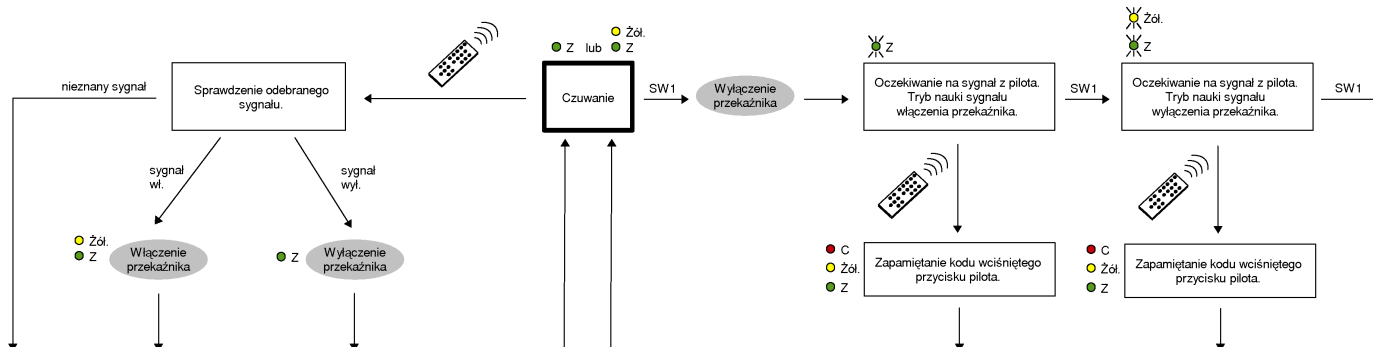 nieznany sygnał
Sprawdzenie odebranego
sygnału.
sygnał
wł.
sygnał
wył.
Żół.
Z
Włączenie
przekaźnika
Z
Wyłączenie
przekaźnika
Z lub
Żół.
Z
Czuwanie
SW1
Wyłączenie
przekaźnika
Z
Oczekiwanie na sygnał z pilota.
Tryb nauki sygnału
włączenia przekaźnika.
SW1
Żół.
Z
Oczekiwanie na sygnał z pilota.
Tryb nauki sygnału
wyłączenia przekaźnika.
SW1
C
Żół.
Z
Zapamiętanie kodu wciśniętego
przycisku pilota.
C
Żół.
Z
Zapamiętanie kodu wciśniętego
przycisku pilota.